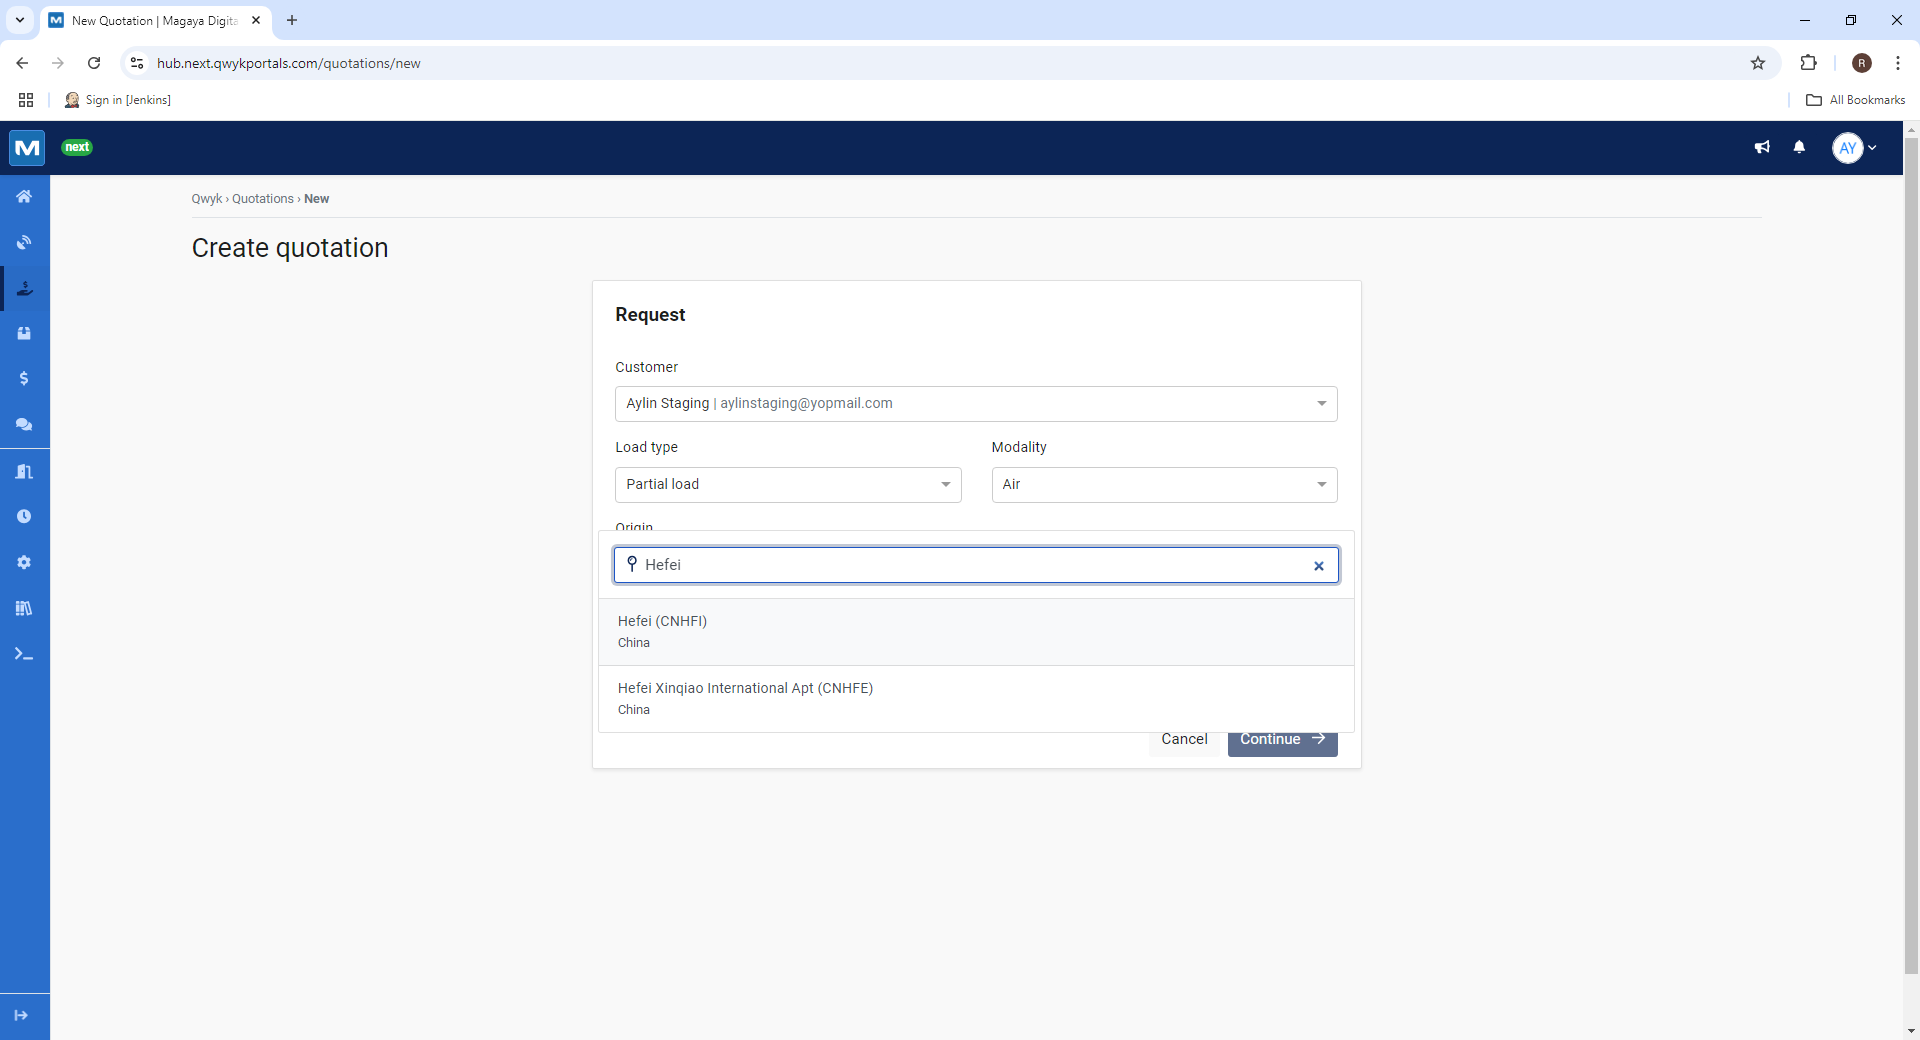 New Quotation | Magaya Digita
hub.next.qwykportals.com/quotations/new
R
Sign in [Jenkins]
All Bookmarks
M
next
AY
Qwyk › Quotations › New
Create quotation
Request
Customer
Aylin Staging | aylinstaging@yopmail.com
Load type
Modality
Partial load
Air
Origin
Hefei
Hefei (CNHFI)
China
Hefei Xinqiao International Apt (CNHFE)
China
Cancel
Continue